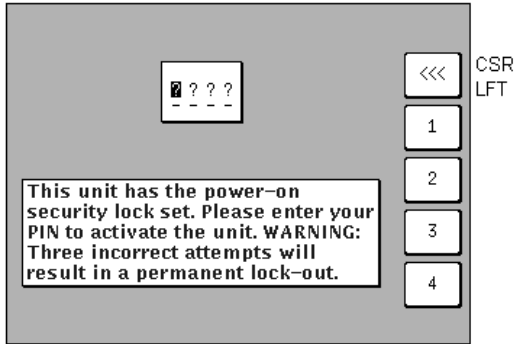 ? ? ? ?
<<<
CSR
LFT
1
2
3
4
This unit has the power-on
security lock set. Please enter your
PIN to activate the unit. WARNING:
Three incorrect attempts will
result in a permanent lock-out.